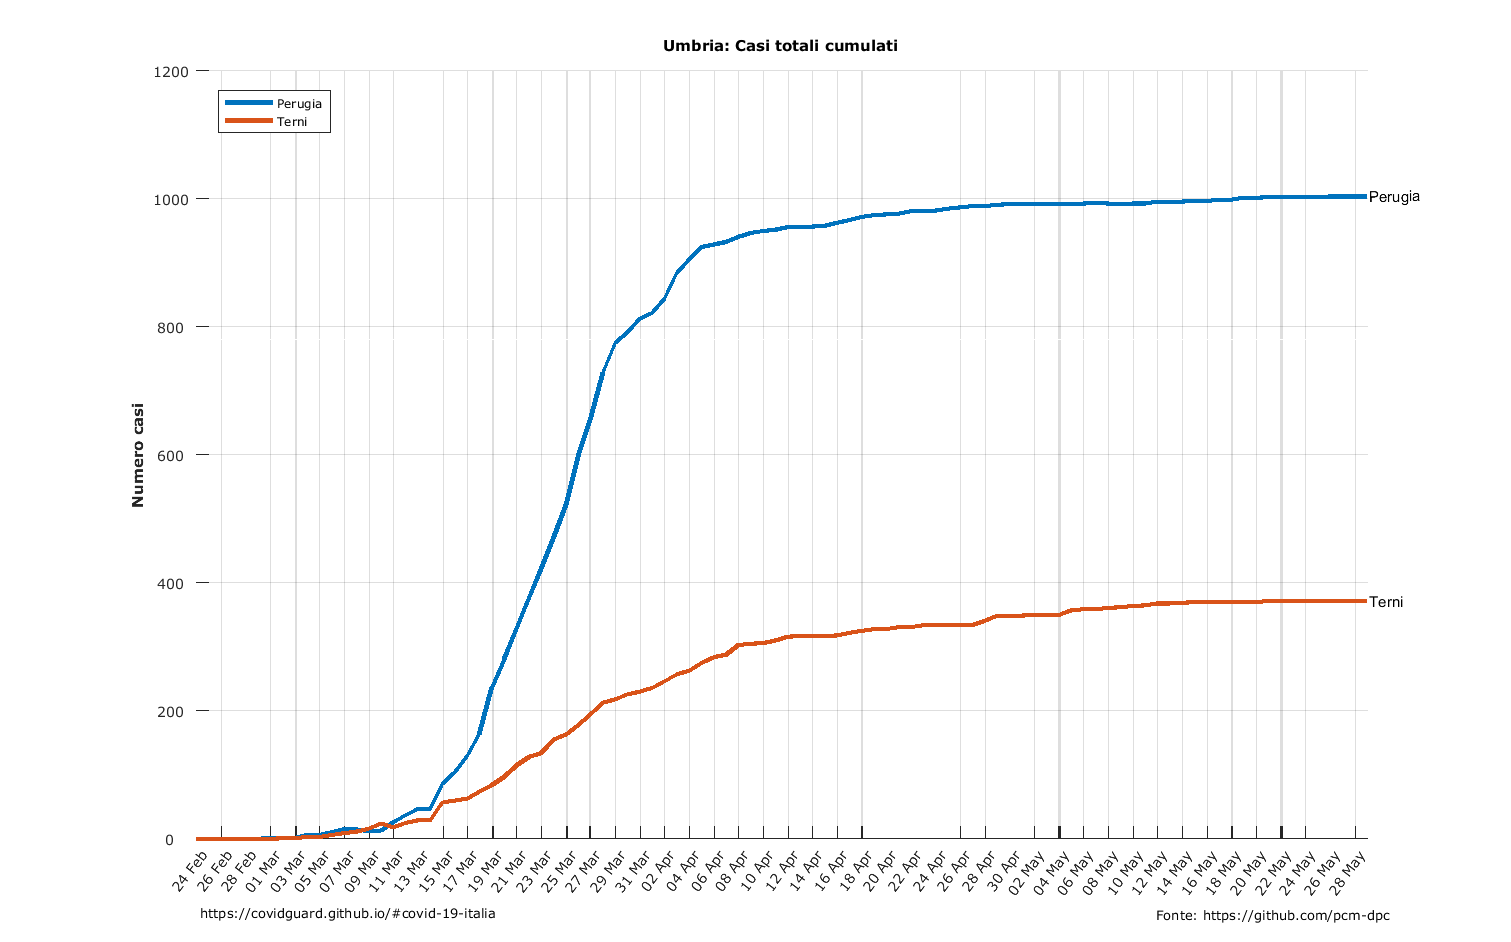 Umbria: Casi totali cumulati
1200
1000
800
600
400
200
0
Numero casi
Perugia
Terni
Perugia
Terni
24 Feb
26 Feb
28 Feb
01 Mar
03 Mar
05 Mar
07 Mar
09 Mar
11 Mar
13 Mar
15 Mar
17 Mar
19 Mar
21 Mar
23 Mar
25 Mar
27 Mar
29 Mar
31 Mar
02 Apr
04 Apr
06 Apr
08 Apr
10 Apr
12 Apr
14 Apr
16 Apr
18 Apr
20 Apr
22 Apr
24 Apr
26 Apr
28 Apr
30 Apr
02 May
04 May
06 May
08 May
10 May
12 May
14 May
16 May
18 May
20 May
22 May
24 May
26 May
28 May
https://covidguard.github.io/#covid-19-italia
Fonte: https://github.com/pcm-dpc